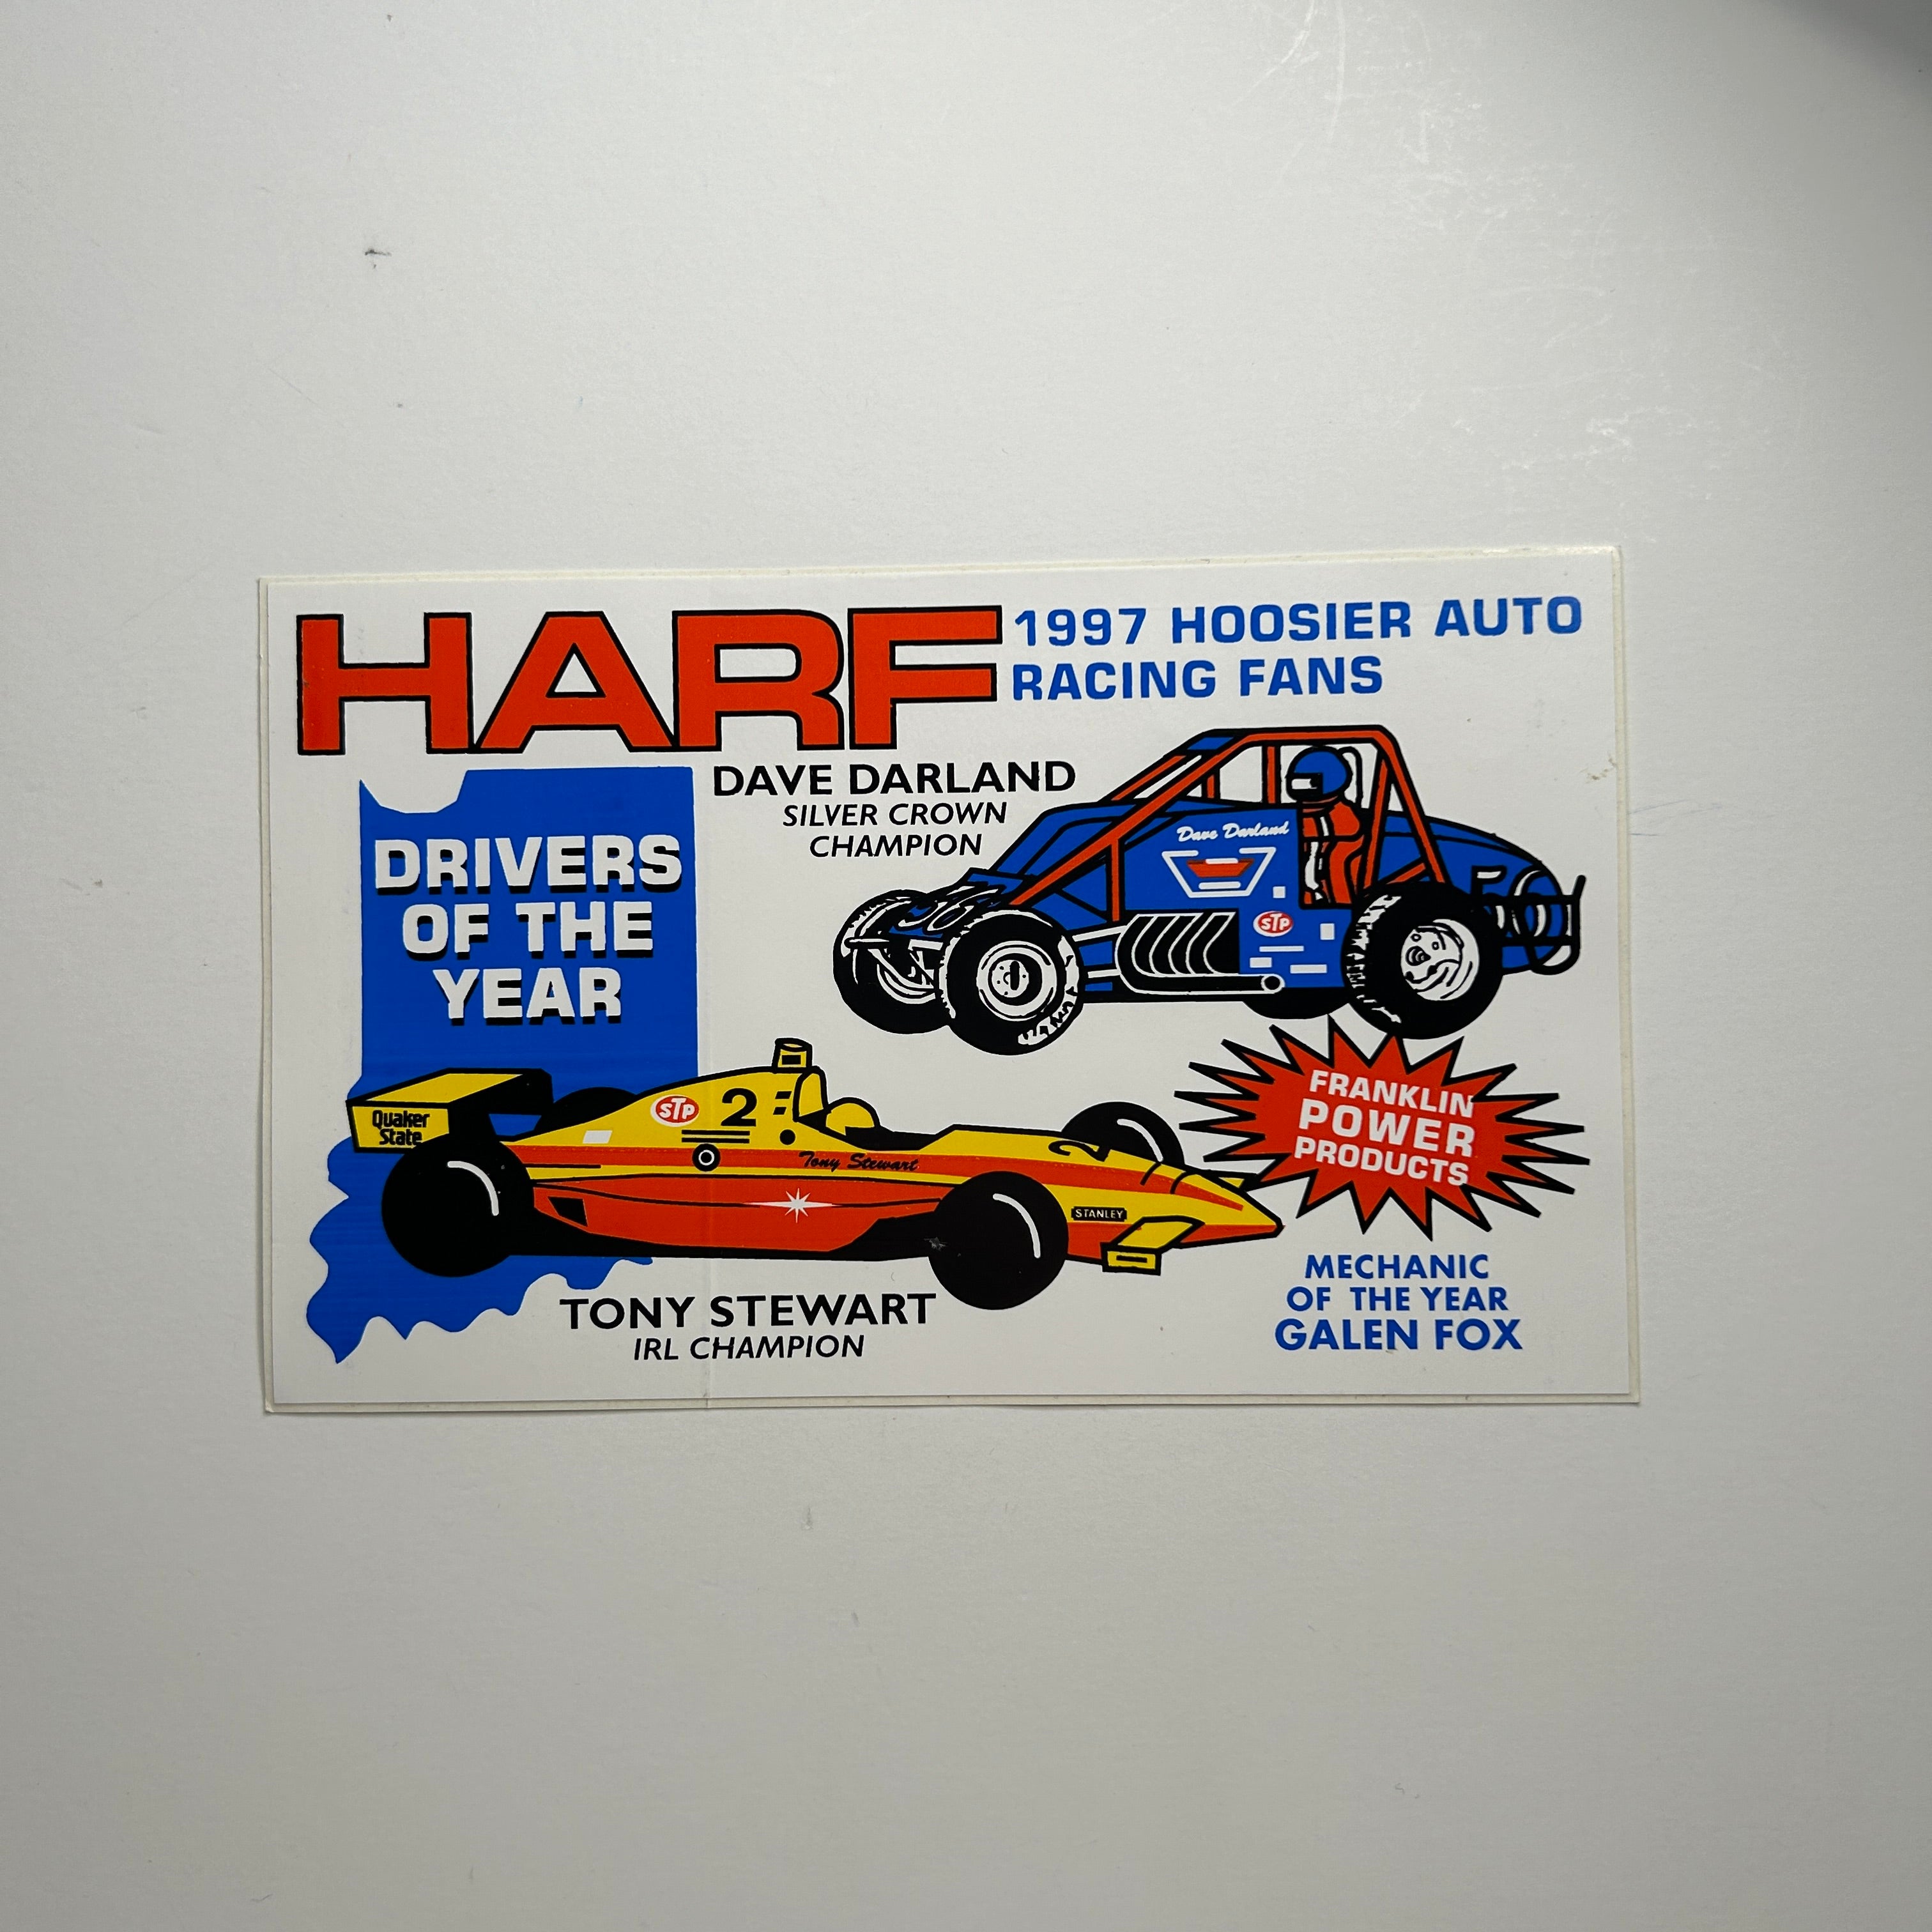 HARF
1997 HOOSIER AUTO
RACING FANS
DAVE DARLAND
SILVER CROWN
CHAMPION
DRIVERS
OF THE
YEAR
Dave Darland
STP
50
Quaker
State
STP
2
Tony Stewart
2
STANLEY
FRANKLIN
POWER
PRODUCTS
TONY STEWART
IRL CHAMPION
MECHANIC
OF THE YEAR
GALEN FOX